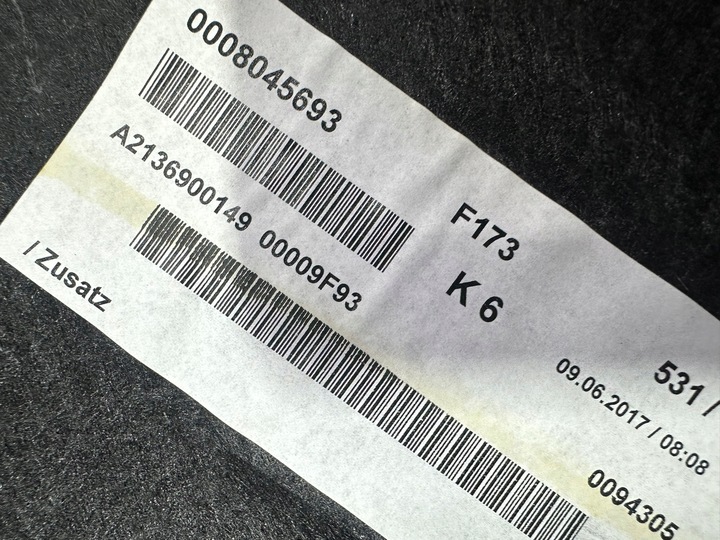 0008045693
A2136900149 00009F93
/ Zusatz
F173
K 6
531 /
09.06.2017 / 08:08
0094305